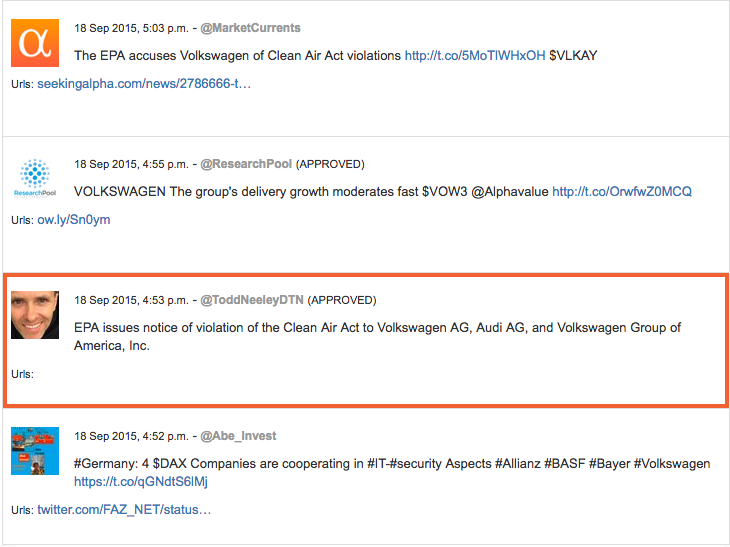 18 Sep 2015, 5:03 p.m. - @MarketCurrents
The EPA accuses Volkswagen of Clean Air Act violations http://t.co/5MoTlWHxOH $VLKAY
Urls: seekingalpha.com/news/2786666-t…
18 Sep 2015, 4:55 p.m. - @ResearchPool (APPROVED)
ResearchPool
VOLKSWAGEN The group's delivery growth moderates fast $VOW3 @Alphavalue http://t.co/OrwfwZ0MCQ
Urls: ow.ly/Sn0ym
18 Sep 2015, 4:53 p.m. - @ToddNeeleyDTN (APPROVED)
EPA issues notice of violation of the Clean Air Act to Volkswagen AG, Audi AG, and Volkswagen Group of
America, Inc.
Urls:
18 Sep 2015, 4:52 p.m. - @Abe_Invest
#Germany: 4 $DAX Companies are cooperating in #IT-#security Aspects #Allianz #BASF #Bayer #Volkswagen
https://t.co/qGNdtS6lMj
Urls: twitter.com/FAZ_NET/status…